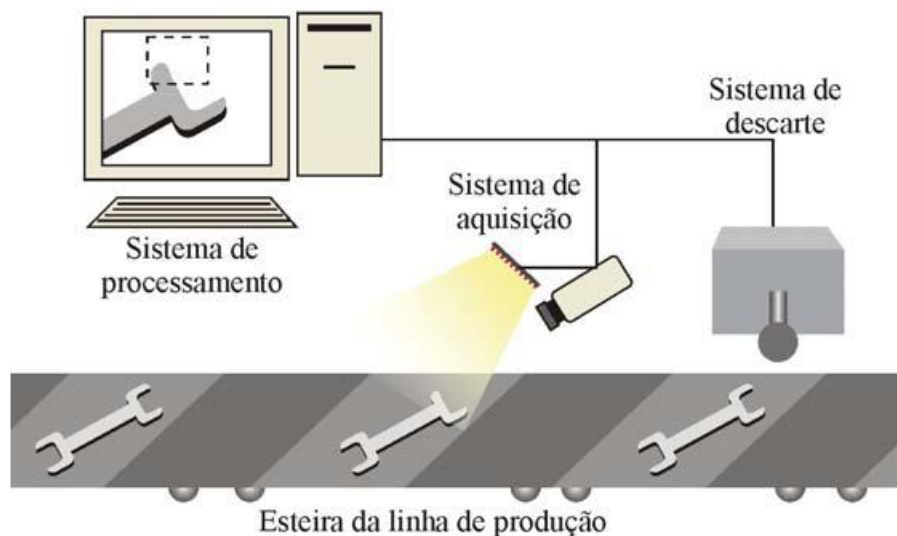 Sistema de
descarte
Sistema de
aquisição
Sistema de
processamento
Esteira da linha de produção